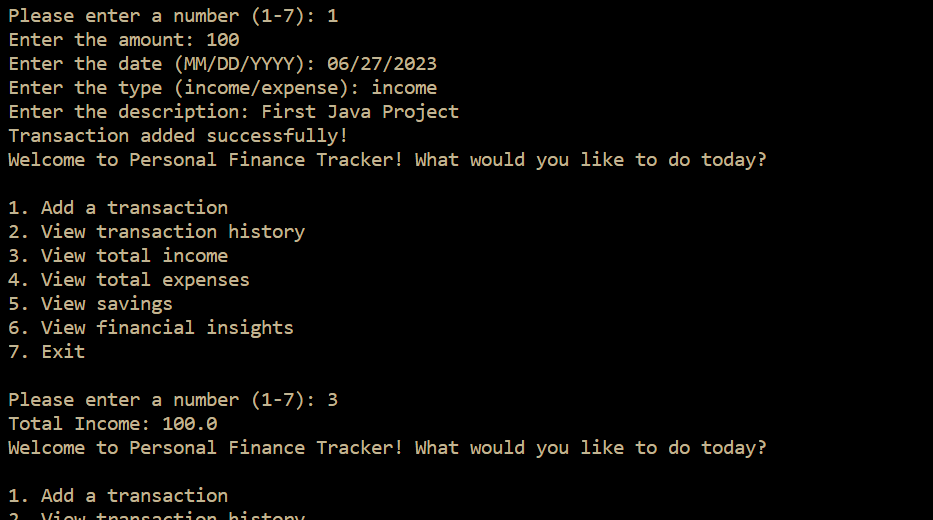 Please enter a number (1-7): 1
Enter the amount: 100
Enter the date (MM/DD/YYYY): 06/27/2023
Enter the type (income/expense): income
Enter the description: First Java Project
Transaction added successfully!
Welcome to Personal Finance Tracker! What would you like to do today?
1. Add a transaction
2. View transaction history
3. View total income
4. View total expenses
5. View savings
6. View financial insights
7. Exit
Please enter a number (1-7): 3
Total Income: 100.0
Welcome to Personal Finance Tracker! What would you like to do today?
1. Add a transaction
2. View transaction history